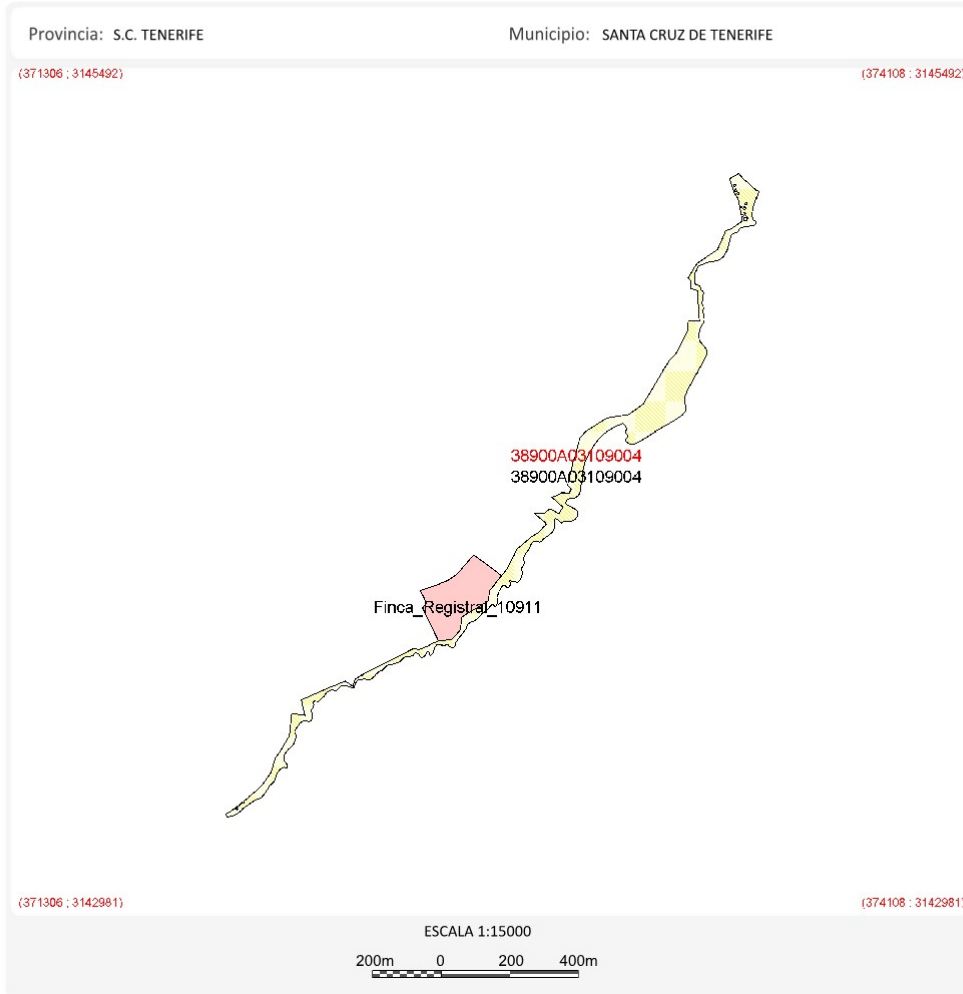 Provincia: S.C. TENERIFE Municipio: SANTA CRUZ DE TENERIFE
(371306 ; 3145492) (374108 : 3145492)
38900A03109004
38900A03109004
Finca_Registral_10911
(371306 ; 3142981) (374108 : 3142981)
ESCALA 1:15000
200m 0 200 400m